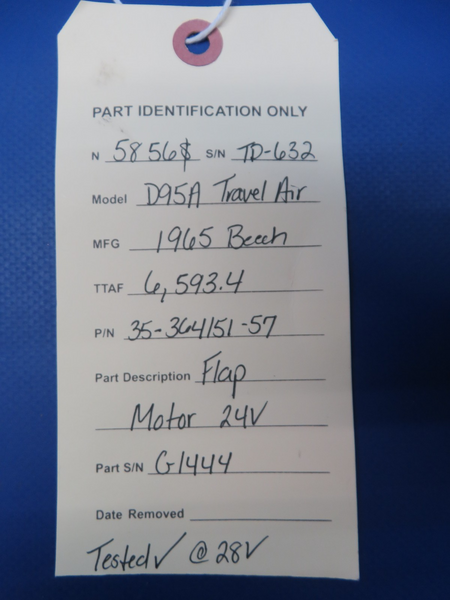 PART IDENTIFICATION ONLY
N 5856$ S/N TD-632
Model D95A Travel Air
MFG 1965 Beech
TTAF 6,593.4
P/N 35-364151-57
Part Description Flap
Motor 24V
Part S/N G1444
Date Removed
Tested✓ @ 28V